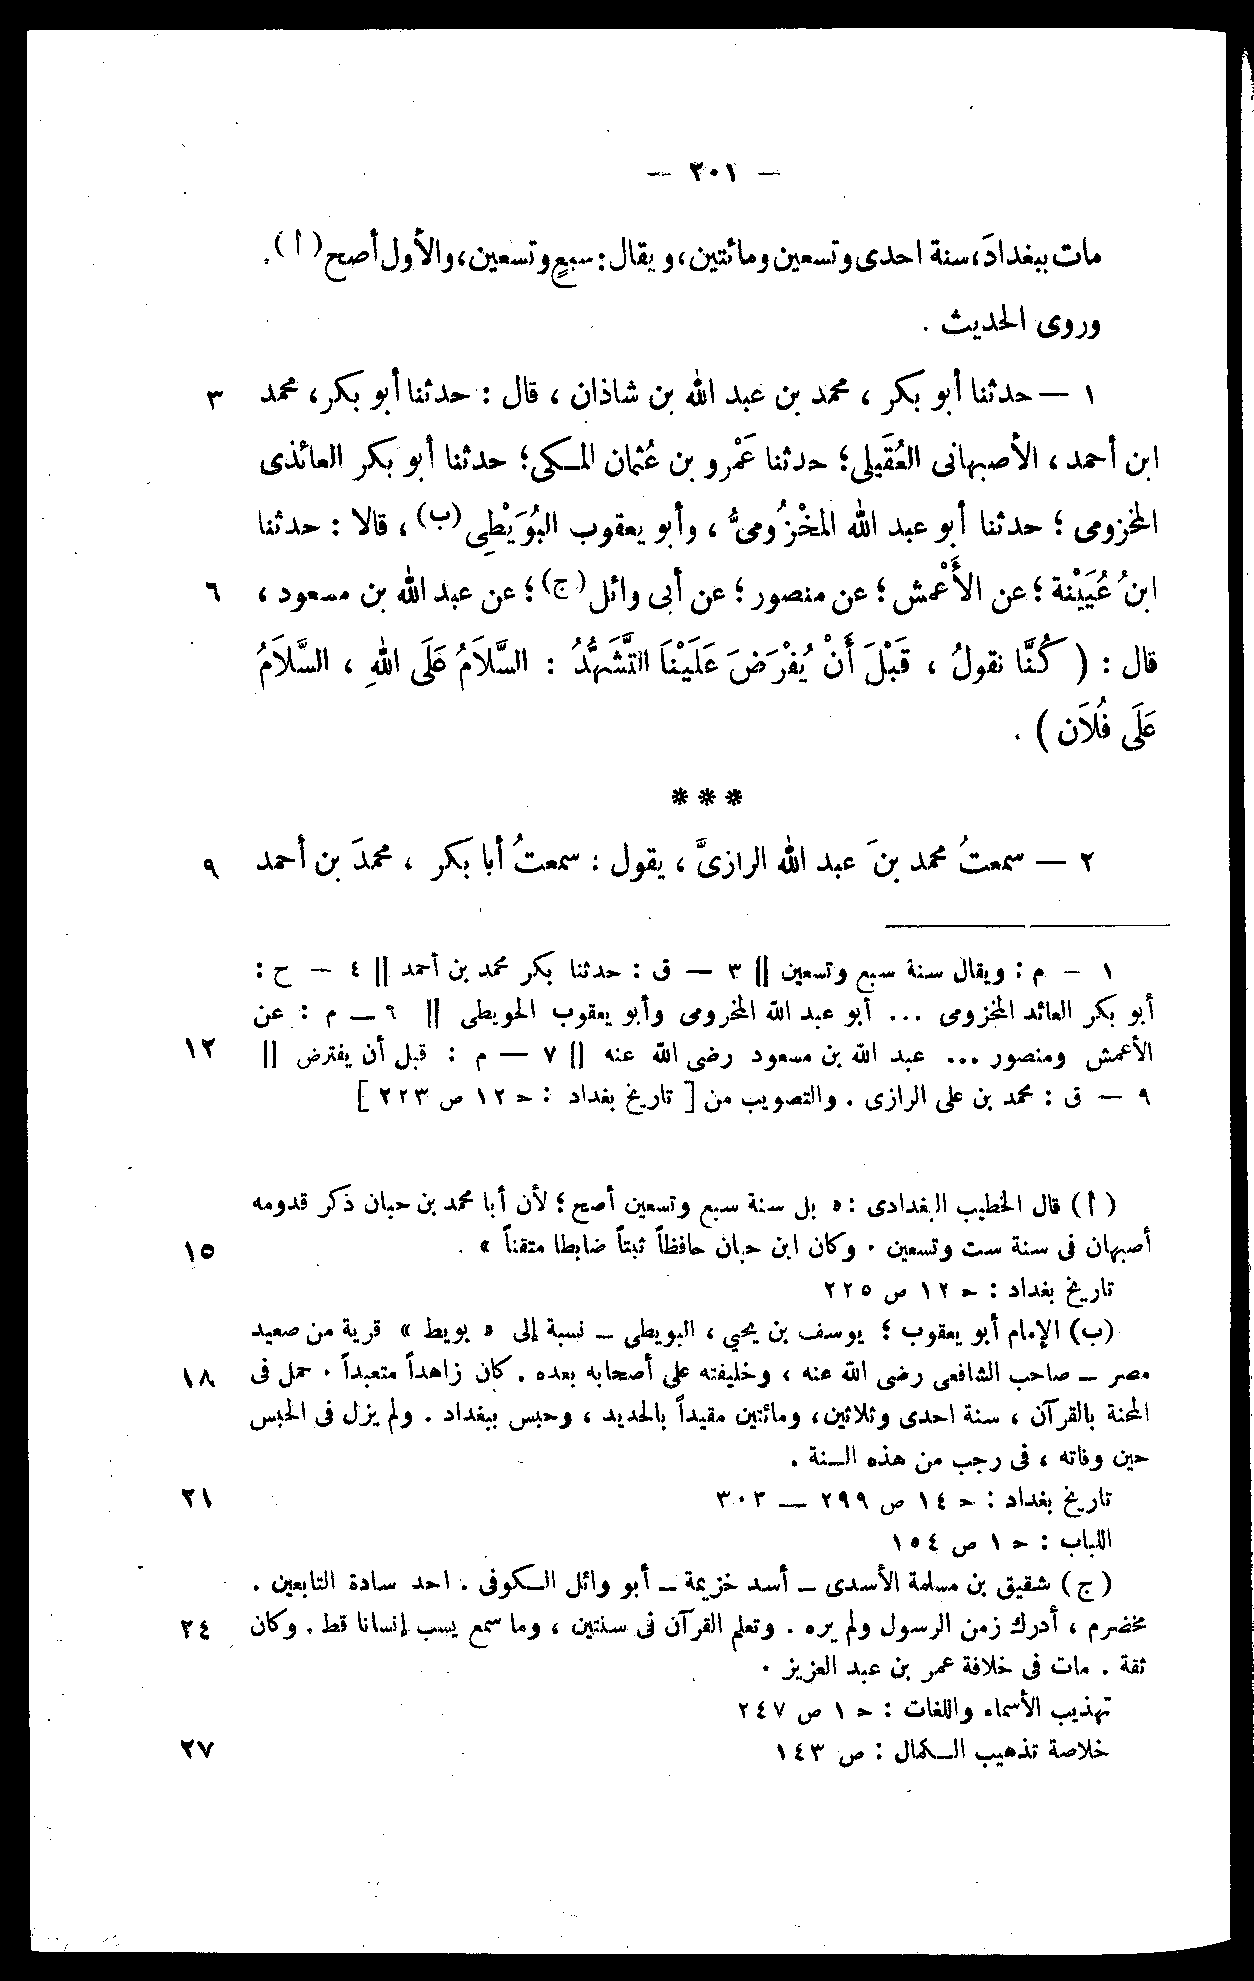 — ٢٠١ —
مات ببغدادَ، سنة احدى وتسعين ومائتين، ويقال: سبعٍ وتسعين، والأول أصح (أ).
وروى الحديث .
١ — حدثنا أبو بكر ، محمد بن عبد الله بن شاذان ، قال : حدثنا أبو بكر، محمد ٣
ابن أحمد ، الأصبهانى العُقَيلي؛ حدثنا عَمْرو بن عُثمان المكى؛ حدثنا أبو بكر العائذى
المخزومى ؛ حدثنا أبو عبد الله المخْزُومىُّ ، وأبو يعقوب البُوَيْطِى (ب) ، قالا : حدثنا
ابنُ عُيَيْنة ؛ عن الأَعْمش ؛ عن منصور ؛ عن أبى وائل (ج) ؛ عن عبد الله بن مسعود ، ٦
قال : ( كُنَّا نقولُ ، قَبْلَ أَنْ يُفْرَضَ عَلَيْنَا التَّشَهُّدُ : السَّلاَمُ عَلَى اللهِ ، السَّلاَمُ
عَلَى فُلاَن ) .
***
٢ — سمعتُ محمد بنَ عبد الله الرازىَّ ، يقول : سمعتُ أبا بكر ، محمدَ بن أحمد ٩
١ - م : ويقال سنة سبع وتسعين || ٣ — ق : حدثنا بكر محمد بن أحمد || ٤ — ح :
أبو بكر العائد المخزومى ... أبو عبد الله المخرومى وأبو يعقوب الحويطى || ٦ — م : عن
الأعمش ومنصور ... عبد الله بن مسعود رضى الله عنه || ٧ — م : قبل أن يفترض || ١٢
٩ — ق : محمد بن على الرازى . والتصويب من [ تاريخ بغداد : حـ ١٢ ص ٢٢٣ ]
(أ) قال الخطيب البغدادى : « بل سنة سبع وتسعين أصح ؛ لأن أبا محمد بن حبان ذكر قدومه
أصبهان فى سنة ست وتسعين . وكان ابن حبان حافظاً ثبتاً ضابطا متقناً » . ١٥
تاريخ بغداد : حـ ١٢ ص ٢٢٥
(ب) الإمام أبو يعقوب ؛ يوسف بن يحيي ، البويطى — نسبة إلى « بويط » قرية من صعيد
مصر — صاحب الشافعى رضى الله عنه ، وخليفته على أصحابه بعده . كان زاهداً متعبداً . حمل فى ١٨
المحنة بالقرآن ، سنة احدى وثلاثين، ومائتين مقيداً بالحديد ، وحبس ببغداد . ولم يزل فى الحبس
حين وفاته ، فى رجب من هذه السنة .
تاريخ بغداد : حـ ١٤ ص ٢٩٩ — ٣٠٣ ٢١
اللباب : حـ ١ ص ١٥٤
(ج) شقيق بن مسلمة الأسدى — أسد خزيمة — أبو وائل الكوفى . احد سادة التابعين .
مخضرم ، أدرك زمن الرسول ولم يره . وتعلم القرآن فى سنتين ، وما سمع يسب إنسانا قط . وكان ٢٤
ثقة . مات فى خلافة عمر بن عبد العزيز .
تهذيب الأسماء واللغات : حـ ١ ص ٢٤٧
خلاصة تذهيب الكمال : ص ١٤٣ ٢٧